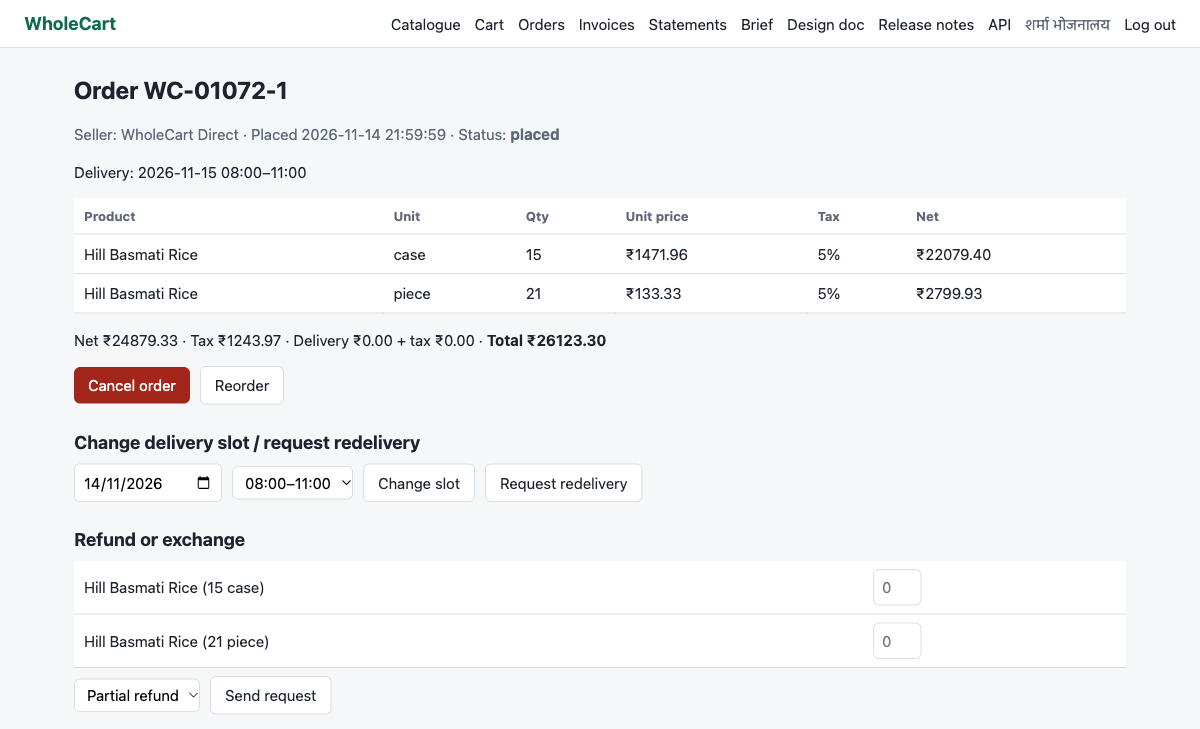 WholeCart Catalogue Cart Orders Invoices Statements Brief Design doc Release notes API शर्मा भोजनालय Log out
Order WC-01072-1
Seller: WholeCart Direct · Placed 2026-11-14 21:59:59 · Status: placed
Delivery: 2026-11-15 08:00–11:00
Product Unit Qty Unit price Tax Net
Hill Basmati Rice case 15 ₹1471.96 5% ₹22079.40
Hill Basmati Rice piece 21 ₹133.33 5% ₹2799.93
Net ₹24879.33 · Tax ₹1243.97 · Delivery ₹0.00 + tax ₹0.00 · Total ₹26123.30
Cancel order Reorder
Change delivery slot / request redelivery
14/11/2026 08:00–11:00 Change slot Request redelivery
Refund or exchange
Hill Basmati Rice (15 case) 0
Hill Basmati Rice (21 piece) 0
Partial refund Send request